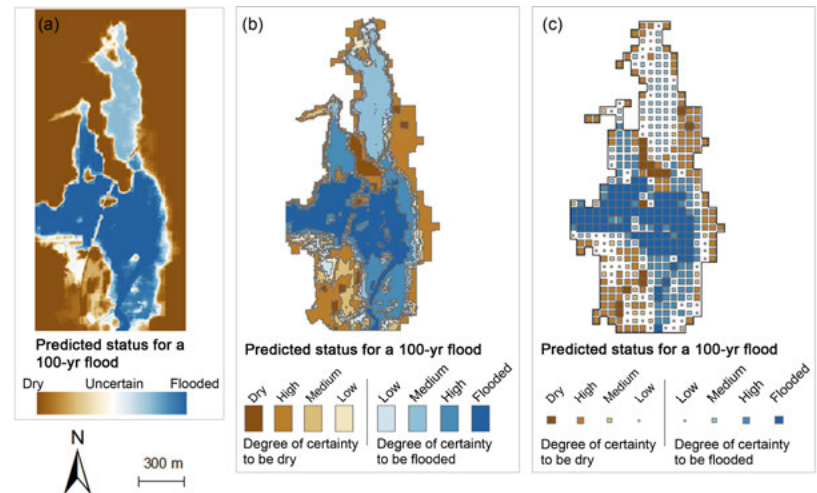 (a)
Predicted status for a
100-yr flood
Dry Uncertain Flooded
N
300 m
(b)
Predicted status for a 100-yr flood
Dry High Medium Low Low Medium High Flooded
Degree of certainty Degree of certainty
to be dry to be flooded
(c)
Predicted status for a 100-yr flood
Dry High Medium Low Low Medium High Flooded
Degree of certainty Degree of certainty
to be dry to be flooded